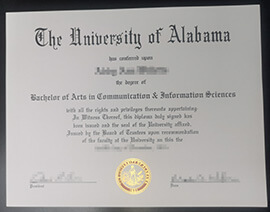 The University of Alabama
has conferred upon
the degree of
Bachelor of Arts in Communication & Information Sciences
with all the rights and privileges thereunto appertaining
In Witness Thereof, this diploma duly signed has
been issued and the seal of the University affixed.
Issued by the Board of Trustees upon recommendation
of the faculty of the University on this the
President
Dean